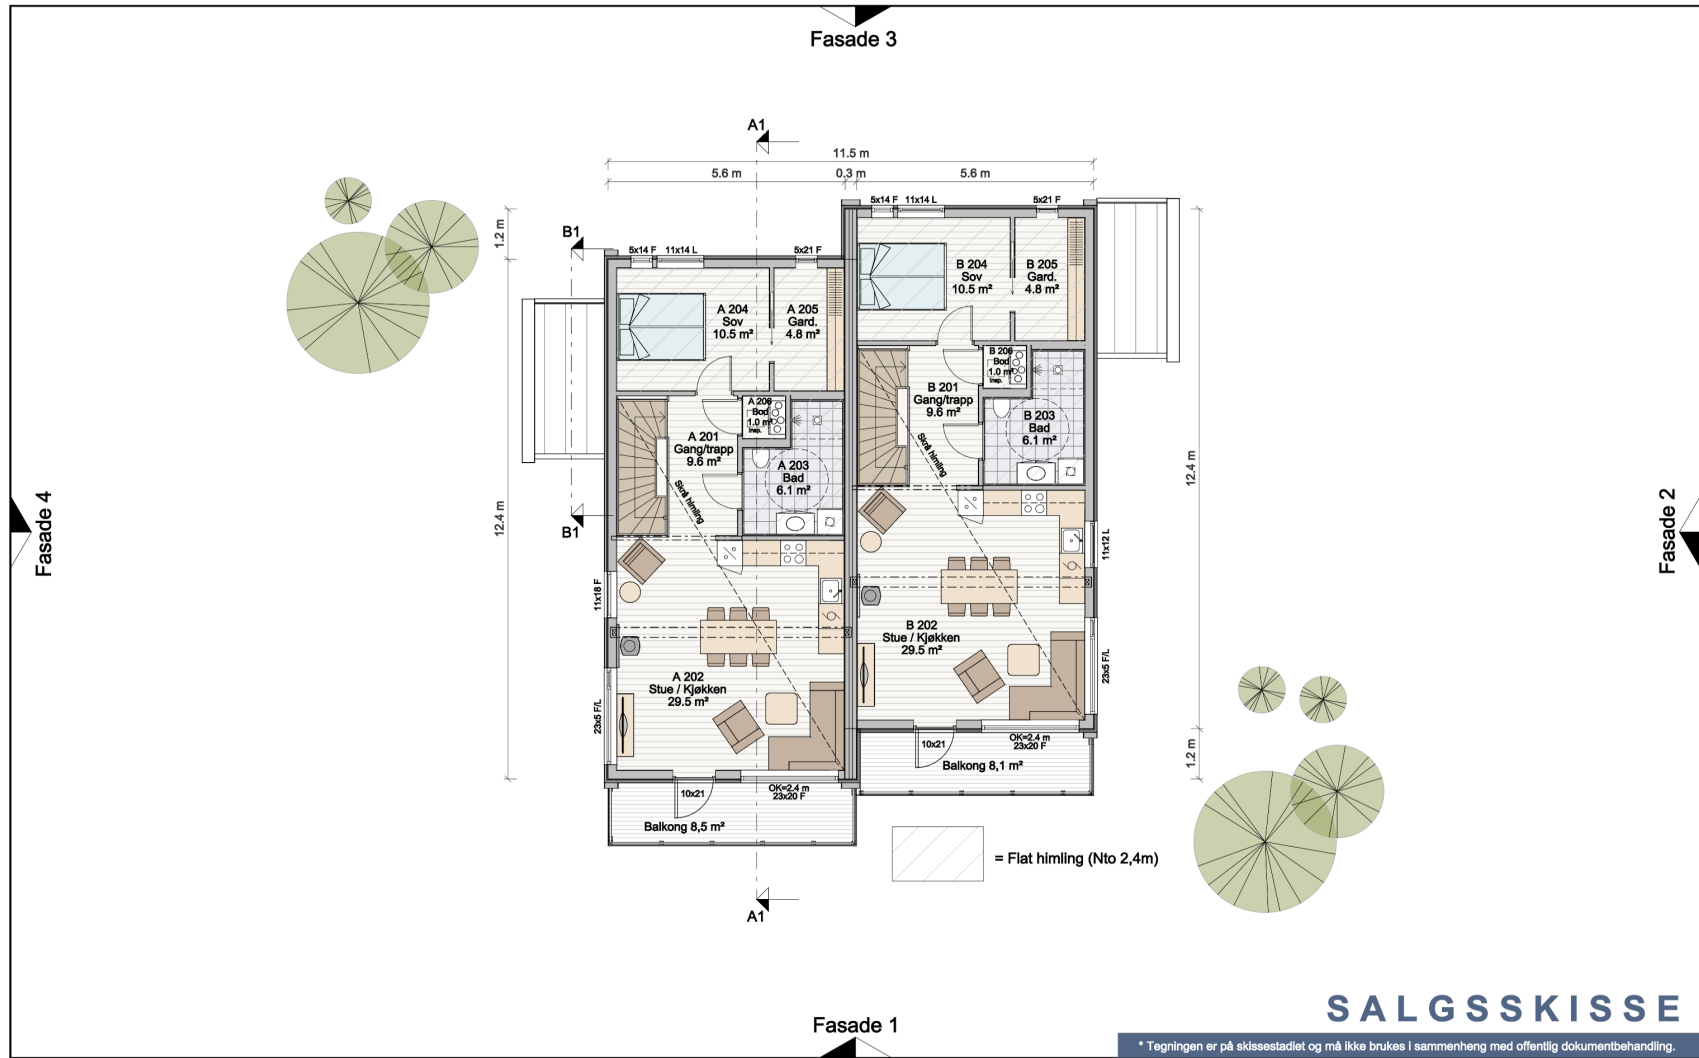 Fasade 3
A1
11.5 m
5.6 m
0.3 m
5.6 m
5x14 F
11x14 L
5x21 F
1.2 m
B1
5x14 F
11x14 L
5x21 F
B 204
Sov
10.5 m²
B 205
Gard.
4.8 m²
A 204
Sov
10.5 m²
A 205
Gard.
4.8 m²
B 206
Bod
1.0 m²
Insp.
B 201
Gang/trapp
9.6 m²
B 203
Bad
6.1 m²
Skrå himling
A 206
Bod
1.0 m²
Insp.
A 201
Gang/trapp
9.6 m²
A 203
Bad
6.1 m²
Skrå himling
12.4 m
12.4 m
B1
Fasade 4
Fasade 2
11x12 L
11x18 F
B 202
Stue / Kjøkken
29.5 m²
23x5 F/L
A 202
Stue / Kjøkken
29.5 m²
23x5 F/L
10x21
OK=2.4 m
23x20 F
Balkong 8,1 m²
1.2 m
10x21
OK=2.4 m
23x20 F
Balkong 8,5 m²
= Flat himling (Nto 2,4m)
A1
Fasade 1
SALGSSKISSE
* Tegningen er på skissestadiet og må ikke brukes i sammenheng med offentlig dokumentbehandling.